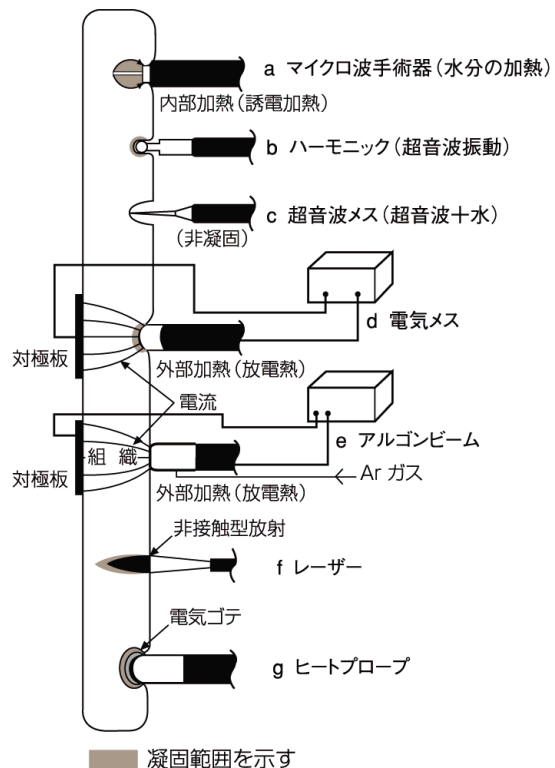 a マイクロ波手術器(水分の加熱)
内部加熱(誘電加熱)
b ハーモニック(超音波振動)
c 超音波メス(超音波十水)
(非凝固)
d 電気メス
対極板
外部加熱(放電熱)
電流
e アルゴンビーム
組 織
対極板
Ar ガス
外部加熱(放電熱)
非接触型放射
f レーザー
電気ゴテ
g ヒートプローブ
凝固範囲を示す